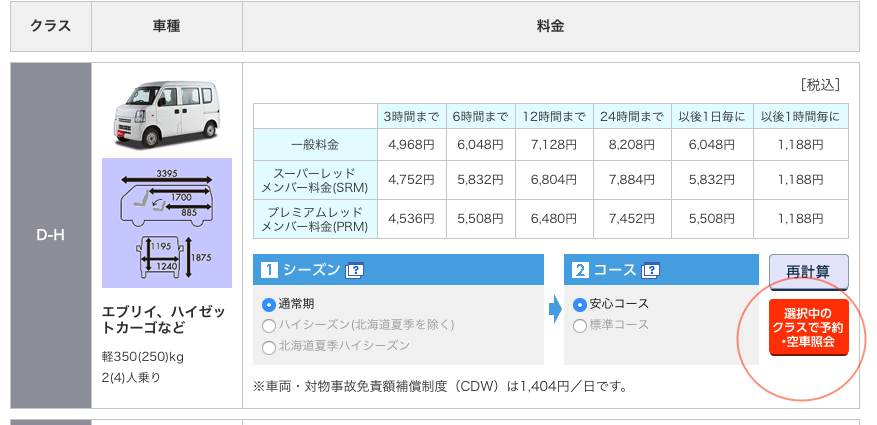 クラス 車種 料金
[税込]
3時間まで 6時間まで 12時間まで 24時間まで 以後1日毎に 以後1時間毎に
一般料金 4,968円 6,048円 7,128円 8,208円 6,048円 1,188円
スーパーレッド
メンバー料金(SRM) 4,752円 5,832円 6,804円 7,884円 5,832円 1,188円
プレミアムレッド
メンバー料金(PRM) 4,536円 5,508円 6,480円 7,452円 5,508円 1,188円
D-H
3395
1700
885
1195
1240
1875
エブリイ、ハイゼッ
トカーゴなど
軽350(250)kg
2(4)人乗り
1 シーズン ?
通常期
ハイシーズン(北海道夏季を除く)
北海道夏季ハイシーズン
2 コース ?
安心コース
標準コース
再計算
選択中の
クラスで予約
・空車照会
※車両・対物事故免責額補償制度（CDW）は1,404円／日です。